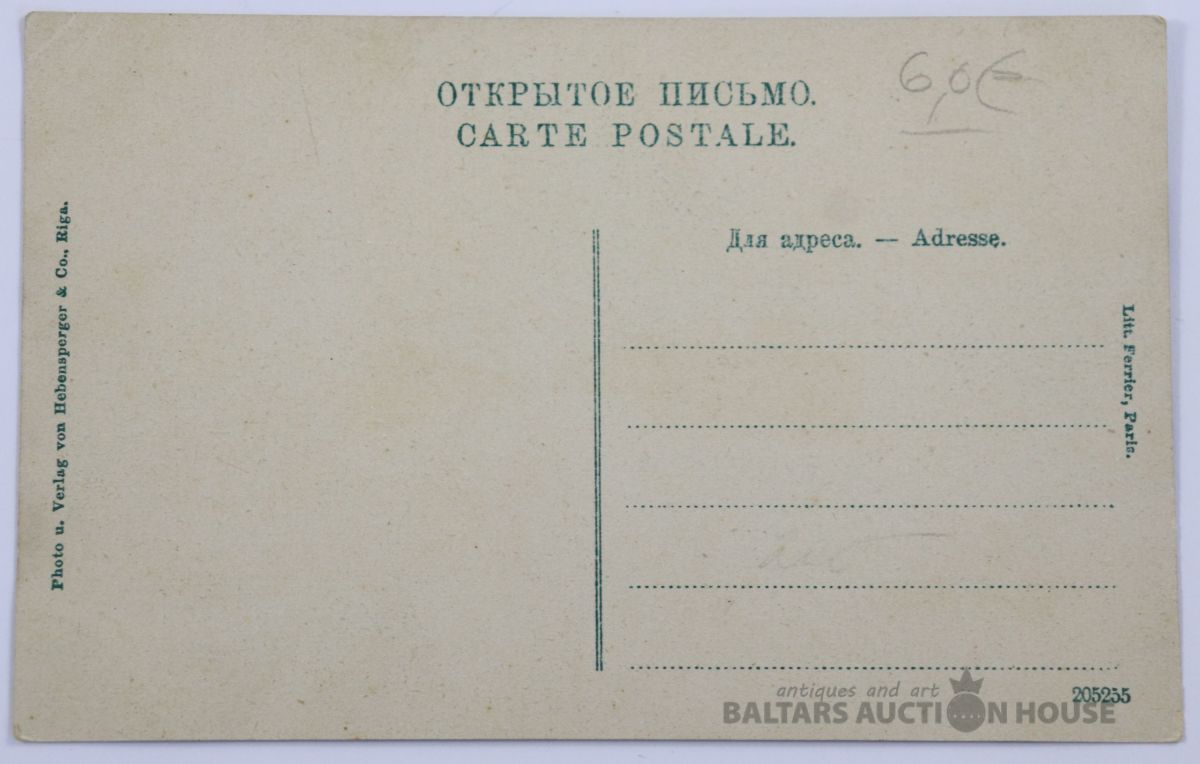 ОТКРЫТОЕ ПИСЬМО.
CARTE POSTALE.
6,0€
Photo u. Verlag von Hebensperger & Co., Riga.
Для адреса. — Adresse.
Litt. Ferrier, Paris.
205255
antiques and art
BALTARS AUCTION HOUSE